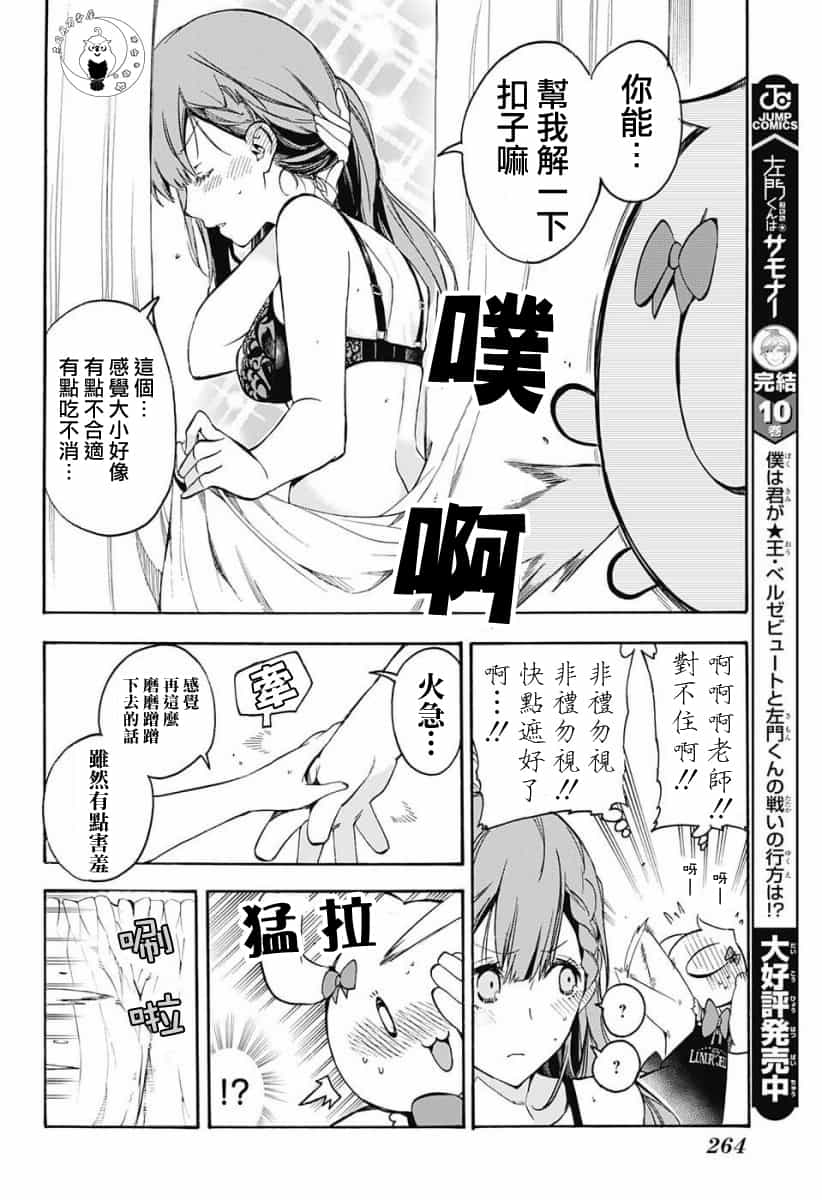 你能…
幫我解一下
扣子嘛
噗
啊
這個…
感覺大小好像
有點不合適
有點吃不消…
啊啊啊老師!!
對不住啊!!
非禮勿視
非禮勿視!!
快點遮好了
啊…!!
呀—
呀—
?
?
LUNUR GEL
火急…
牽
感覺
再這麼
磨磨蹭蹭
下去的話
雖然有點害羞
猛拉
!?
唰
啦
JUMP
COMICS
左門くんはサモナー
完結
10巻
僕は君が★王・ベルゼビュートと左門くんの戦いの行方は!?
大好評発売中
264